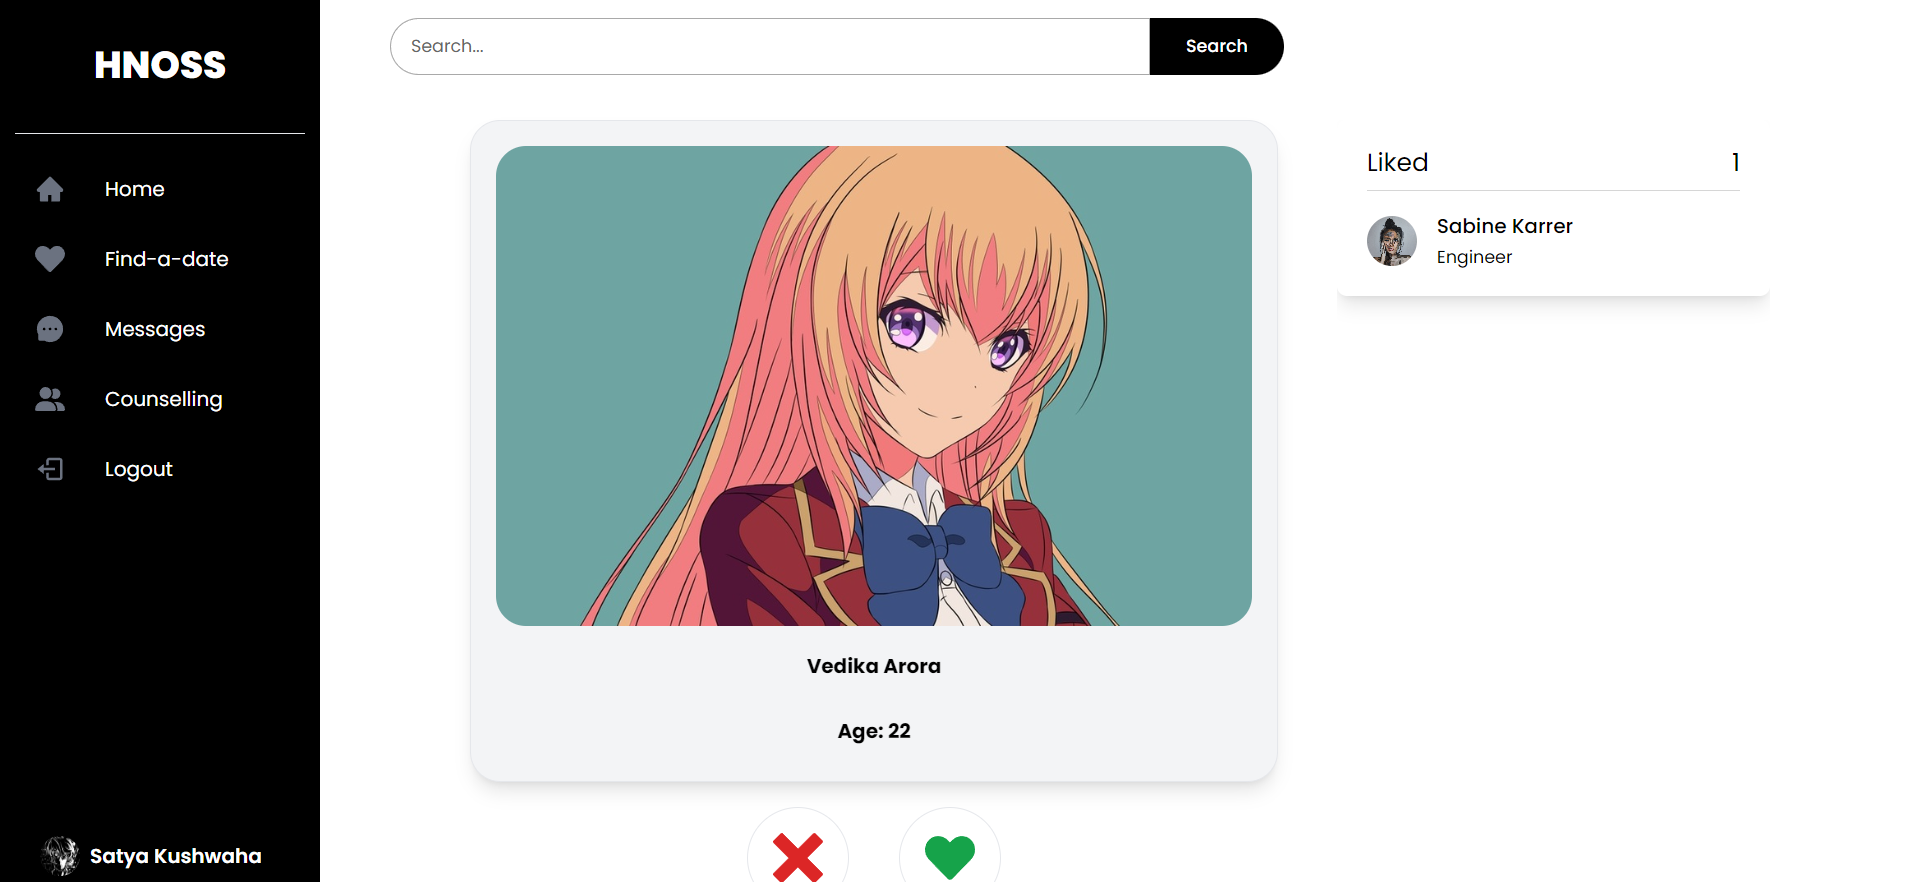 HNOSS
Home
Find-a-date
Messages
Counselling
Logout
Satya Kushwaha
Search...
Search
Vedika Arora
Age: 22
Liked 1
Sabine Karrer
Engineer